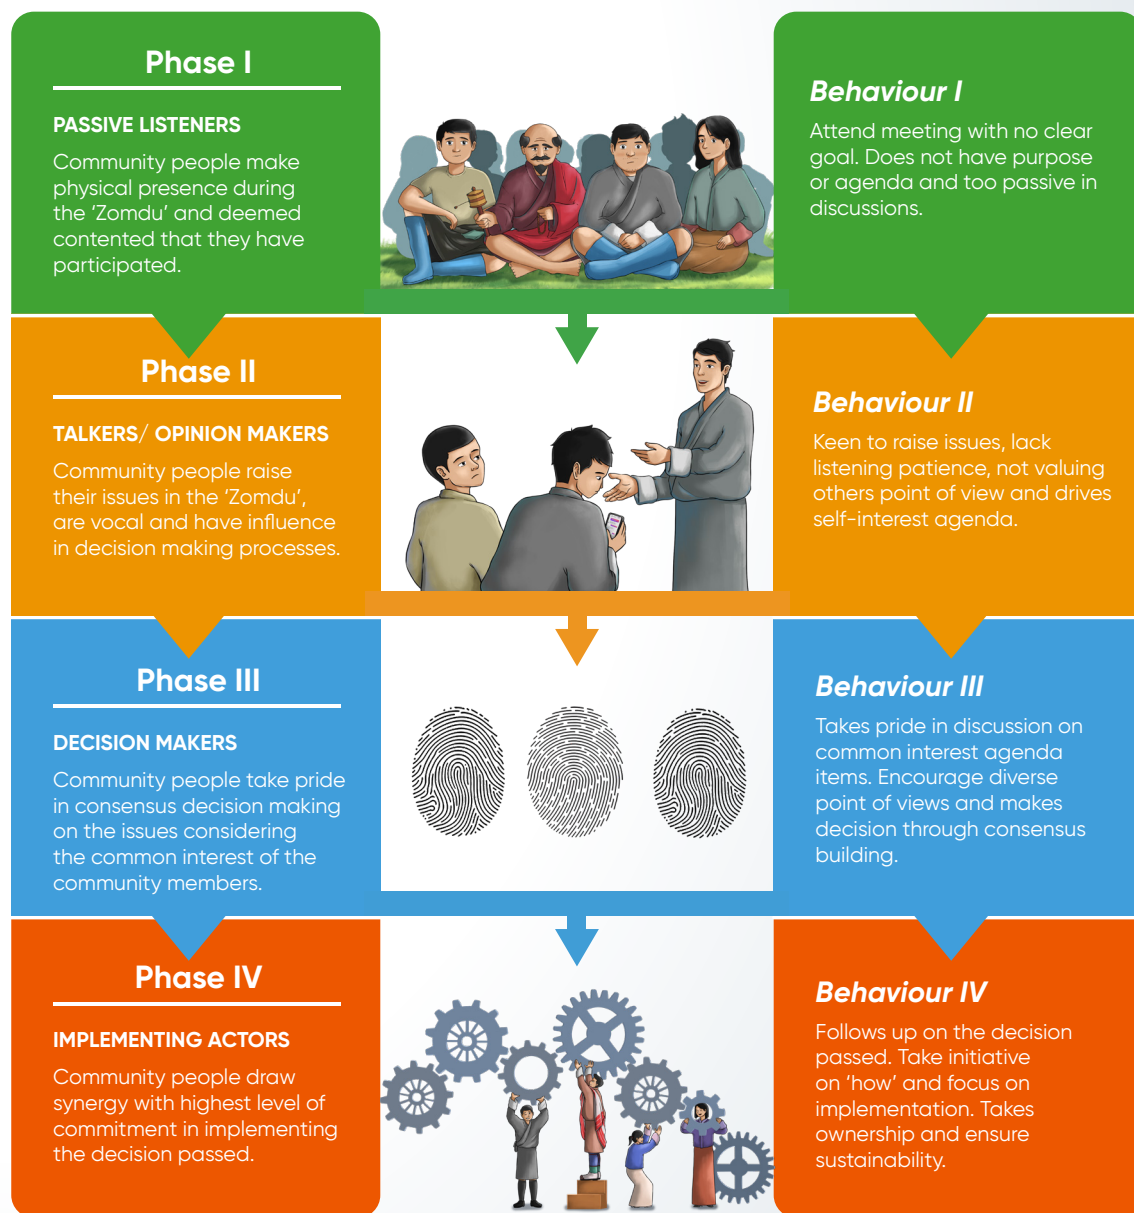 Phase I
PASSIVE LISTENERS
Community people make
physical presence during
the ‘Zomdu’ and deemed
contented that they have
participated.
Behaviour I
Attend meeting with no clear
goal. Does not have purpose
or agenda and too passive in
discussions.
Phase II
TALKERS/ OPINION MAKERS
Community people raise
their issues in the ‘Zomdu’,
are vocal and have influence
in decision making processes.
Behaviour II
Keen to raise issues, lack
listening patience, not valuing
others point of view and drives
self-interest agenda.
Phase III
DECISION MAKERS
Community people take pride
in consensus decision making
on the issues considering
the common interest of the
community members.
Behaviour III
Takes pride in discussion on
common interest agenda
items. Encourage diverse
point of views and makes
decision through consensus
building.
Phase IV
IMPLEMENTING ACTORS
Community people draw
synergy with highest level of
commitment in implementing
the decision passed.
Behaviour IV
Follows up on the decision
passed. Take initiative
on ‘how’ and focus on
implementation. Takes
ownership and ensure
sustainability.